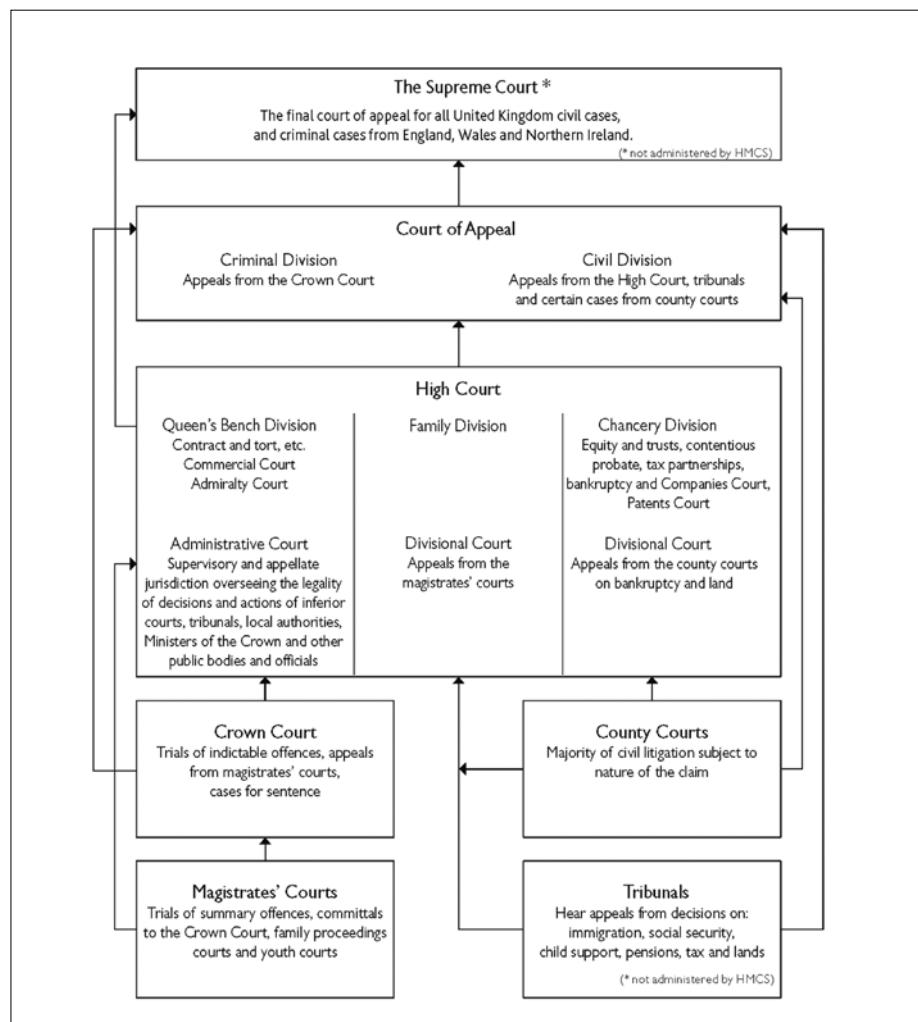 The Supreme Court *
The final court of appeal for all United Kingdom civil cases,
and criminal cases from England, Wales and Northern Ireland.
(* not administered by HMCS)
Court of Appeal
Criminal Division
Appeals from the Crown Court
Civil Division
Appeals from the High Court, tribunals
and certain cases from county courts
High Court
Queen's Bench Division
Contract and tort, etc.
Commercial Court
Admiralty Court
Administrative Court
Supervisory and appellate
jurisdiction overseeing the legality
of decisions and actions of inferior
courts, tribunals, local authorities,
Ministers of the Crown and other
public bodies and officials
Family Division
Divisional Court
Appeals from the
magistrates' courts
Chancery Division
Equity and trusts, contentious
probate, tax partnerships,
bankruptcy and Companies Court,
Patents Court
Divisional Court
Appeals from the county courts
on bankruptcy and land
Crown Court
Trials of indictable offences, appeals
from magistrates' courts,
cases for sentence
County Courts
Majority of civil litigation subject to
nature of the claim
Magistrates' Courts
Trials of summary offences, committals
to the Crown Court, family proceedings
courts and youth courts
Tribunals
Hear appeals from decisions on:
immigration, social security,
child support, pensions, tax and lands
(* not administered by HMCS)